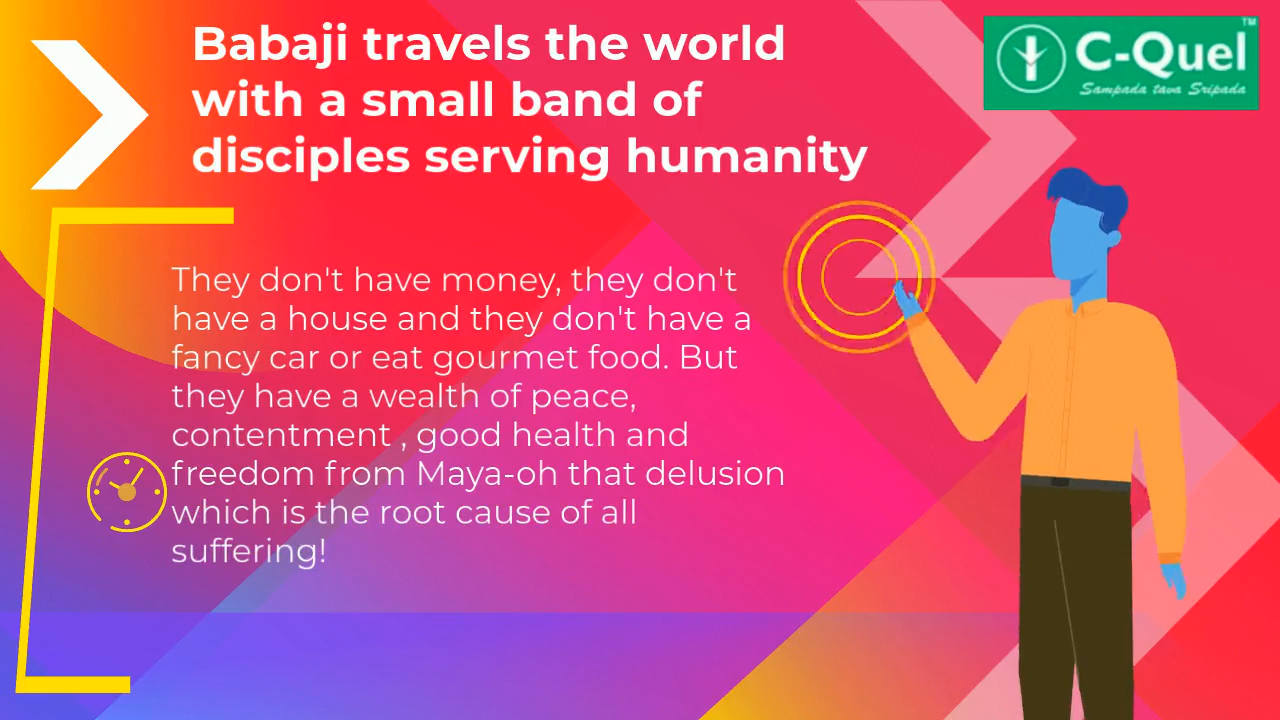 Babaji travels the world
with a small band of
disciples serving humanity
C-Quel
TM
Sampada tava Sripada
They don't have money, they don't
have a house and they don't have a
fancy car or eat gourmet food. But
they have a wealth of peace,
contentment , good health and
freedom from Maya-oh that delusion
which is the root cause of all
suffering!